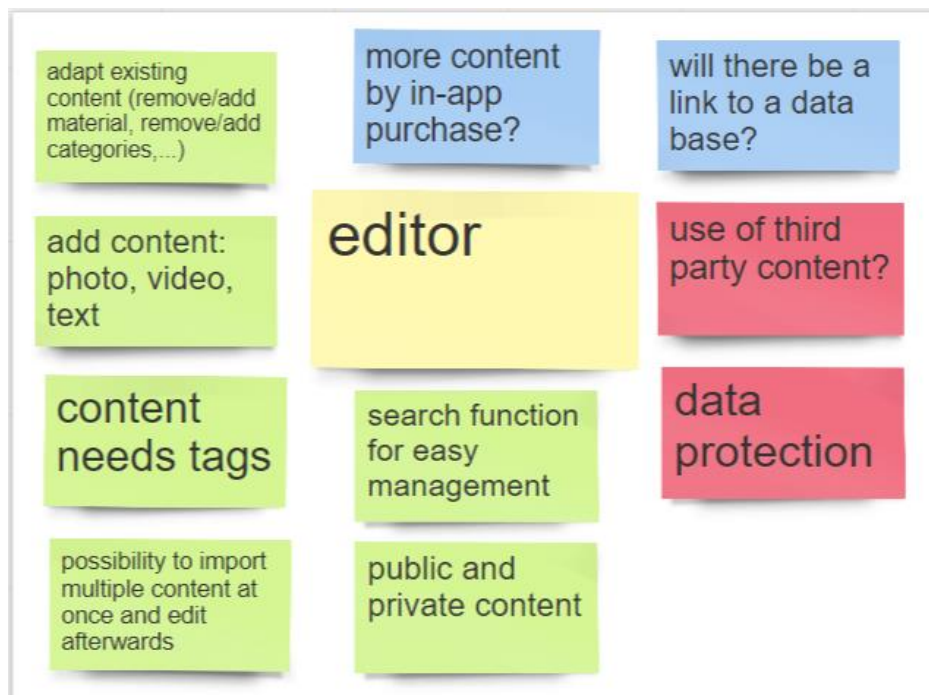 adapt existing
content (remove/add
material, remove/add
categories,...)
more content
by in-app
purchase?
will there be a
link to a data
base?
add content:
photo, video,
text
editor
use of third
party content?
content
needs tags
search function
for easy
management
data
protection
possibility to import
multiple content at
once and edit
afterwards
public and
private content